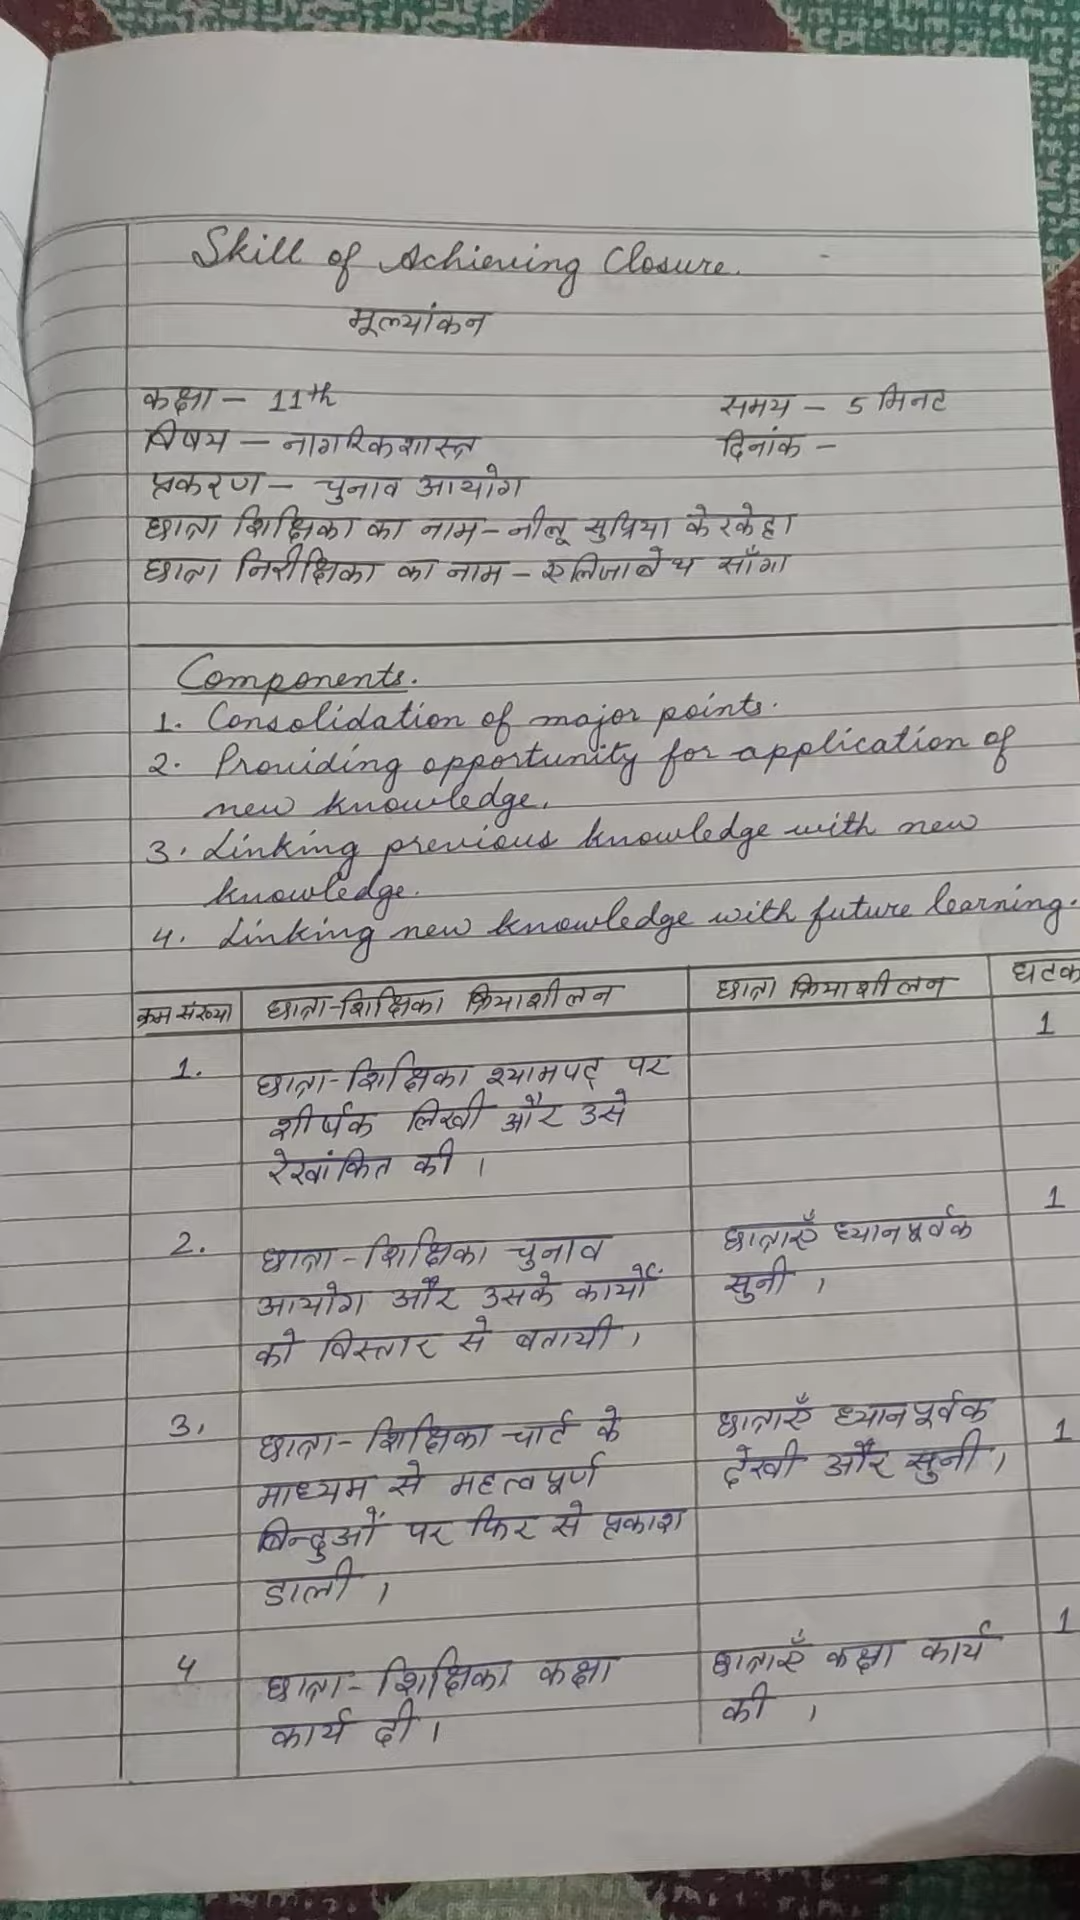 Skill of Achieving Closure.
मूल्यांकन
कक्षा - 11th
समय - 5 मिनट
विषय - नागरिकशास्त्र
दिनांक -
प्रकरण - चुनाव आयोग
छात्रा शिक्षिका का नाम - नीलू सुप्रिया केरकेट्टा
छात्रा निरीक्षिका का नाम - एलिजाबेथ साँगा
Components.
1. Consolidation of major points.
2. Providing opportunity for application of
new knowledge.
3. Linking previous knowledge with new
knowledge.
4. Linking new knowledge with future learning.
क्रम संख्या छात्रा-शिक्षिका क्रियाशीलन छात्रा क्रियाशीलन घटक
1
1.
छात्रा-शिक्षिका श्यामपट् पर
शीर्षक लिखी और उसे
रेखांकित की ।
1
2.
छात्रा-शिक्षिका चुनाव
आयोग और उसके कार्यों
को विस्तार से बतायी ।
छात्राएँ ध्यानपूर्वक
सुनी ।
3.
छात्रा-शिक्षिका चार्ट के
माध्यम से महत्वपूर्ण
बिन्दुओं पर फिर से प्रकाश
डाली ।
छात्राएँ ध्यानपूर्वक
देखी और सुनी ।
1
4
छात्रा-शिक्षिका कक्षा
कार्य दी ।
छात्राएँ कक्षा कार्य
की ।
1